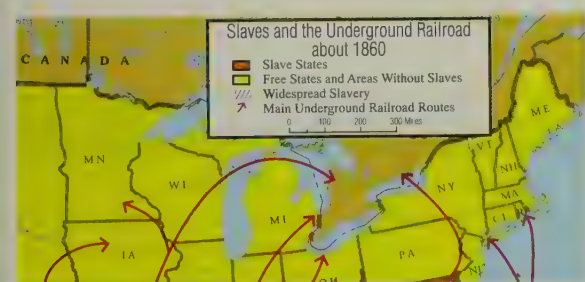 Slaves and the Underground Railroad
about 1860
Slave States
Free States and Areas Without Slaves
Widespread Slavery
Main Underground Railroad Routes
0 100 200 300 Miles
CANADA
ME
VT
NH
MN
WI
NY
MA
MI
CT
IA
PA
OH
NJ